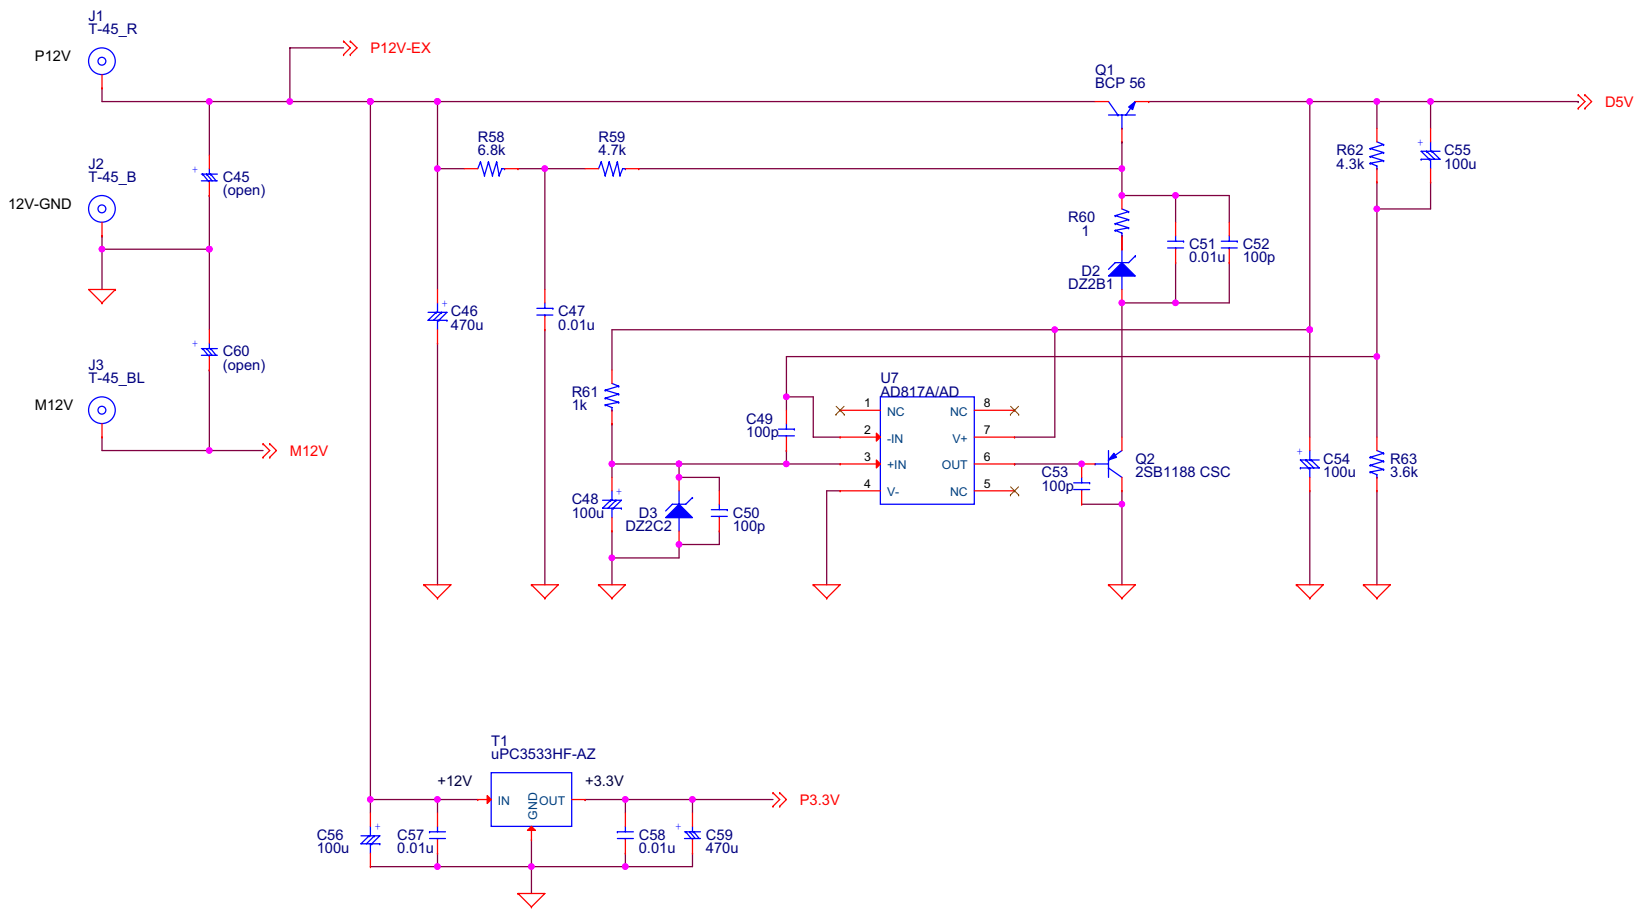 J1
T-45_R
P12V
P12V-EX
Q1
BCP 56
D5V
R58
6.8k
R59
4.7k
R62
4.3k
C55
100u
J2
T-45_B
12V-GND
C45
(open)
R60
1
C51
0.01u
C52
100p
D2
DZ2B1
C46
470u
C47
0.01u
C60
(open)
J3
T-45_BL
M12V
M12V
R61
1k
U7
AD817A/AD
1
NC
NC
8
2
-IN
V+
7
3
+IN
OUT
6
4
V-
NC
5
C49
100p
C48
100u
D3
DZ2C2
C50
100p
C53
100p
Q2
2SB1188 CSC
C54
100u
R63
3.6k
T1
uPC3533HF-AZ
+12V
+3.3V
IN
GND
OUT
P3.3V
C56
100u
C57
0.01u
C58
0.01u
C59
470u